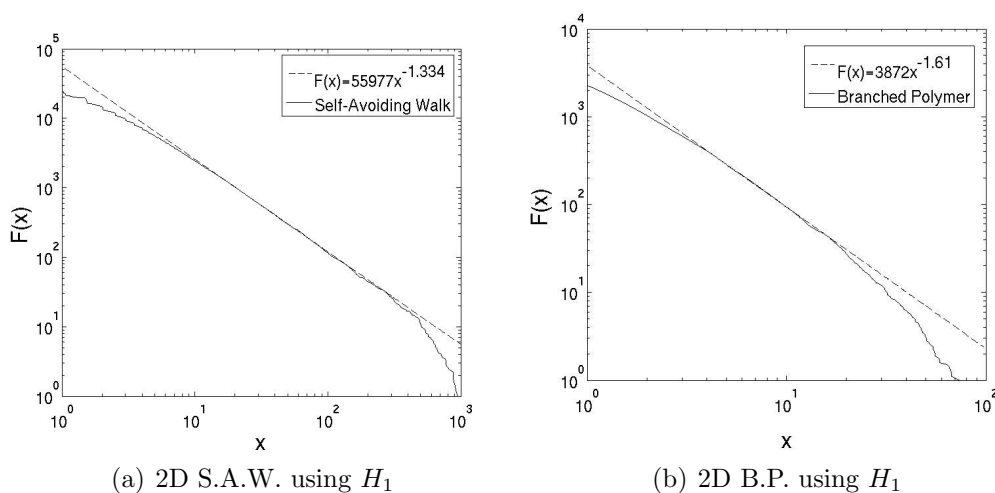 10^5
10^4
10^3
10^2
10^1
10^0
F(x)
F(x)=55977x^-1.334
Self-Avoiding Walk
10^0
10^1
10^2
10^3
x
(a) 2D S.A.W. using H_1
10^4
10^3
10^2
10^1
10^0
F(x)
F(x)=3872x^-1.61
Branched Polymer
10^0
10^1
10^2
x
(b) 2D B.P. using H_1